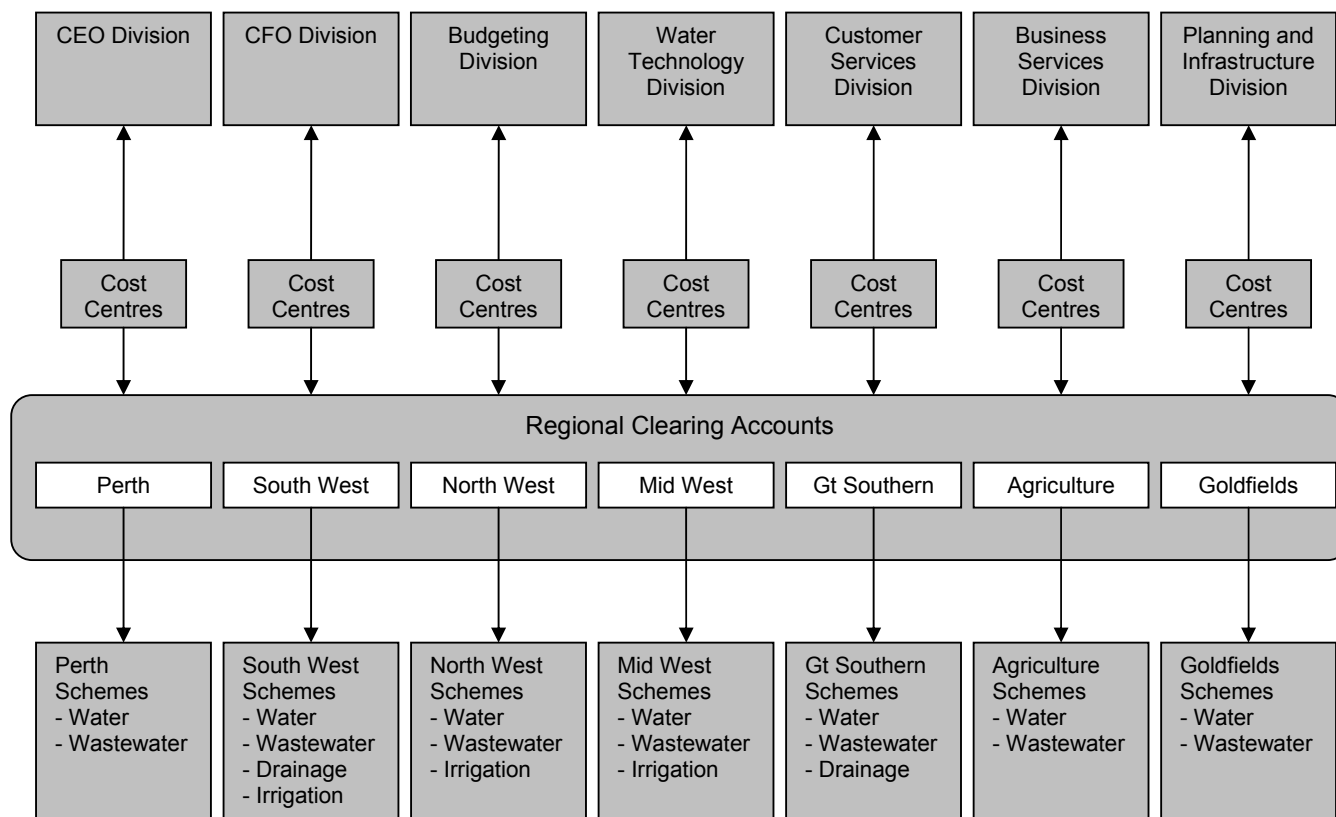 CEO Division
CFO Division
Budgeting
Division
Water
Technology
Division
Customer
Services
Division
Business
Services
Division
Planning and
Infrastructure
Division
Cost
Centres
Cost
Centres
Cost
Centres
Cost
Centres
Cost
Centres
Cost
Centres
Cost
Centres
Regional Clearing Accounts
Perth
South West
North West
Mid West
Gt Southern
Agriculture
Goldfields
Perth
Schemes
- Water
- Wastewater
South West
Schemes
- Water
- Wastewater
- Drainage
- Irrigation
North West
Schemes
- Water
- Wastewater
- Irrigation
Mid West
Schemes
- Water
- Wastewater
- Irrigation
Gt Southern
Schemes
- Water
- Wastewater
- Drainage
Agriculture
Schemes
- Water
- Wastewater
Goldfields
Schemes
- Water
- Wastewater